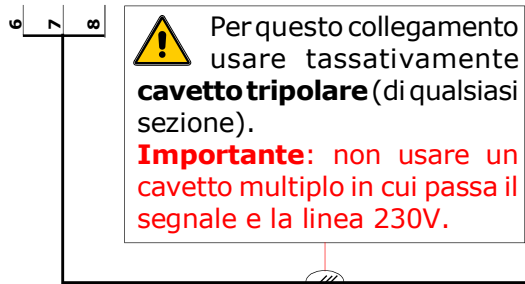 6 7 8
Per questo collegamento
usare tassativamente
cavetto tripolare (di qualsiasi
sezione).
Importante: non usare un
cavetto multiplo in cui passa il
segnale e la linea 230V.